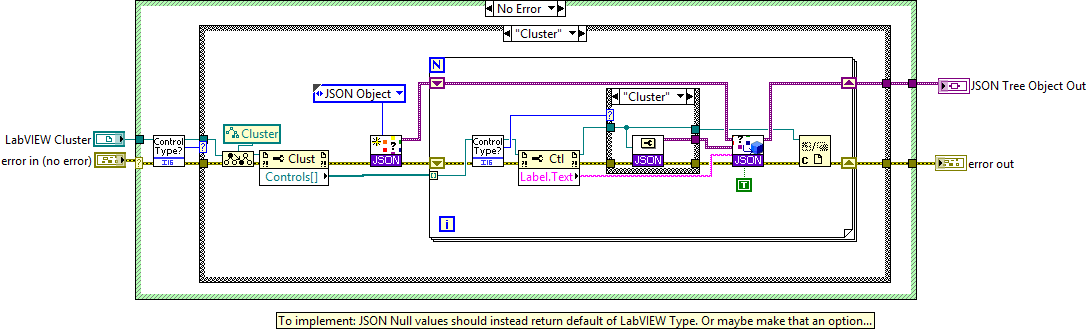 No Error
"Cluster"
N
JSON Object
"Cluster"
JSON Tree Object Out
LabVIEW Cluster
Control
Type?
I16
Cluster
?! Clust ?!
Controls[]
JSON
Control
Type?
I16
?! Ctl ?!
Label.Text
JSON
JSON
?!
C
error in (no error)
error out
T
i
To implement: JSON Null values should instead return default of LabVIEW Type. Or maybe make that an option...